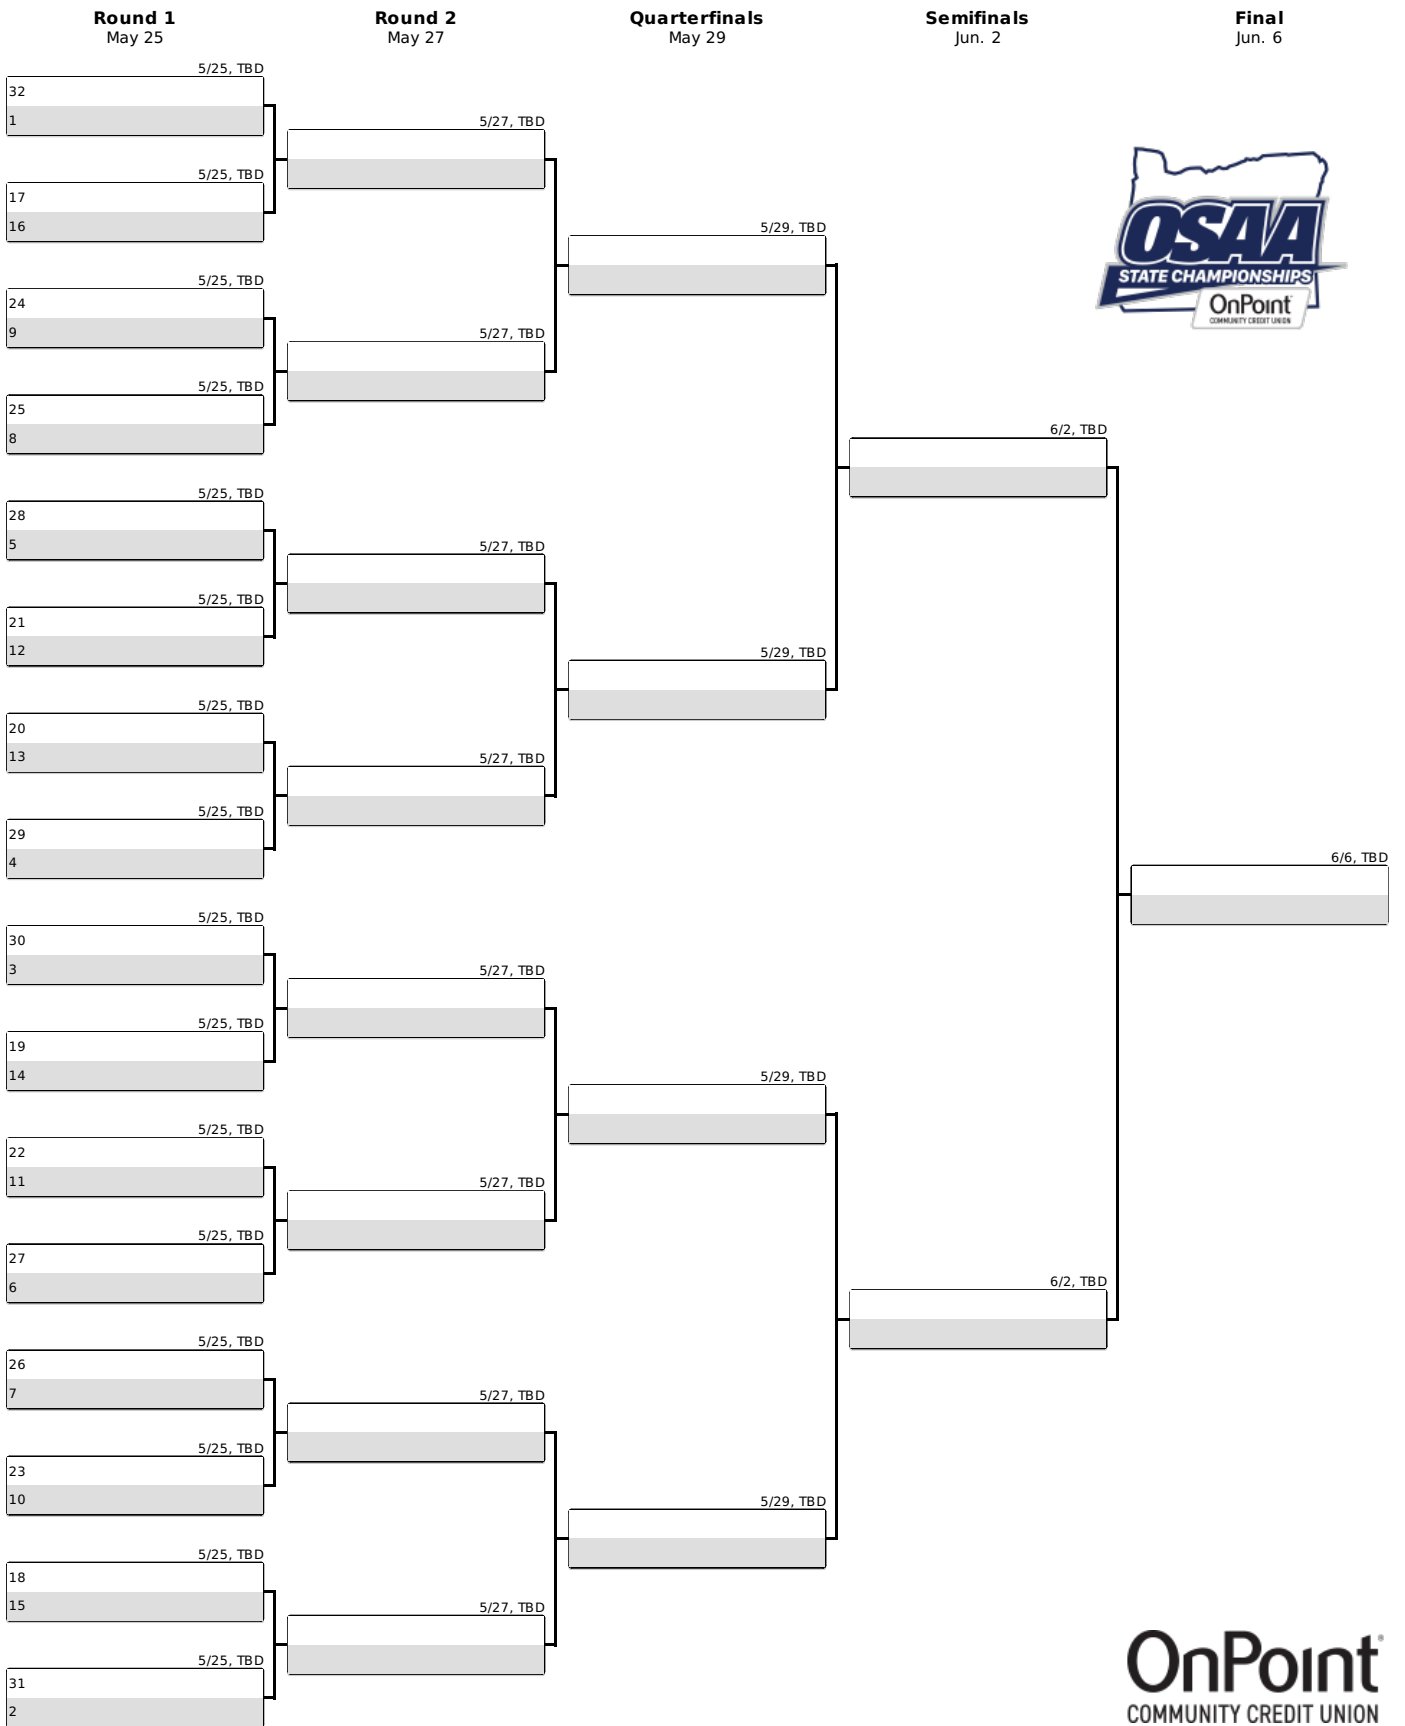 Round 1
May 25
Round 2
May 27
Quarterfinals
May 29
Semifinals
Jun. 2
Final
Jun. 6
5/25, TBD
32
1
5/25, TBD
17
16
5/25, TBD
24
9
5/25, TBD
25
8
5/25, TBD
28
5
5/25, TBD
21
12
5/25, TBD
20
13
5/25, TBD
29
4
5/25, TBD
30
3
5/25, TBD
19
14
5/25, TBD
22
11
5/25, TBD
27
6
5/25, TBD
26
7
5/25, TBD
23
10
5/25, TBD
18
15
5/25, TBD
31
2
5/27, TBD
5/27, TBD
5/27, TBD
5/27, TBD
5/27, TBD
5/27, TBD
5/27, TBD
5/27, TBD
5/29, TBD
5/29, TBD
5/29, TBD
5/29, TBD
6/2, TBD
6/2, TBD
6/6, TBD
OSAA
STATE CHAMPIONSHIPS
OnPoint
COMMUNITY CREDIT UNION
OnPoint®
COMMUNITY CREDIT UNION